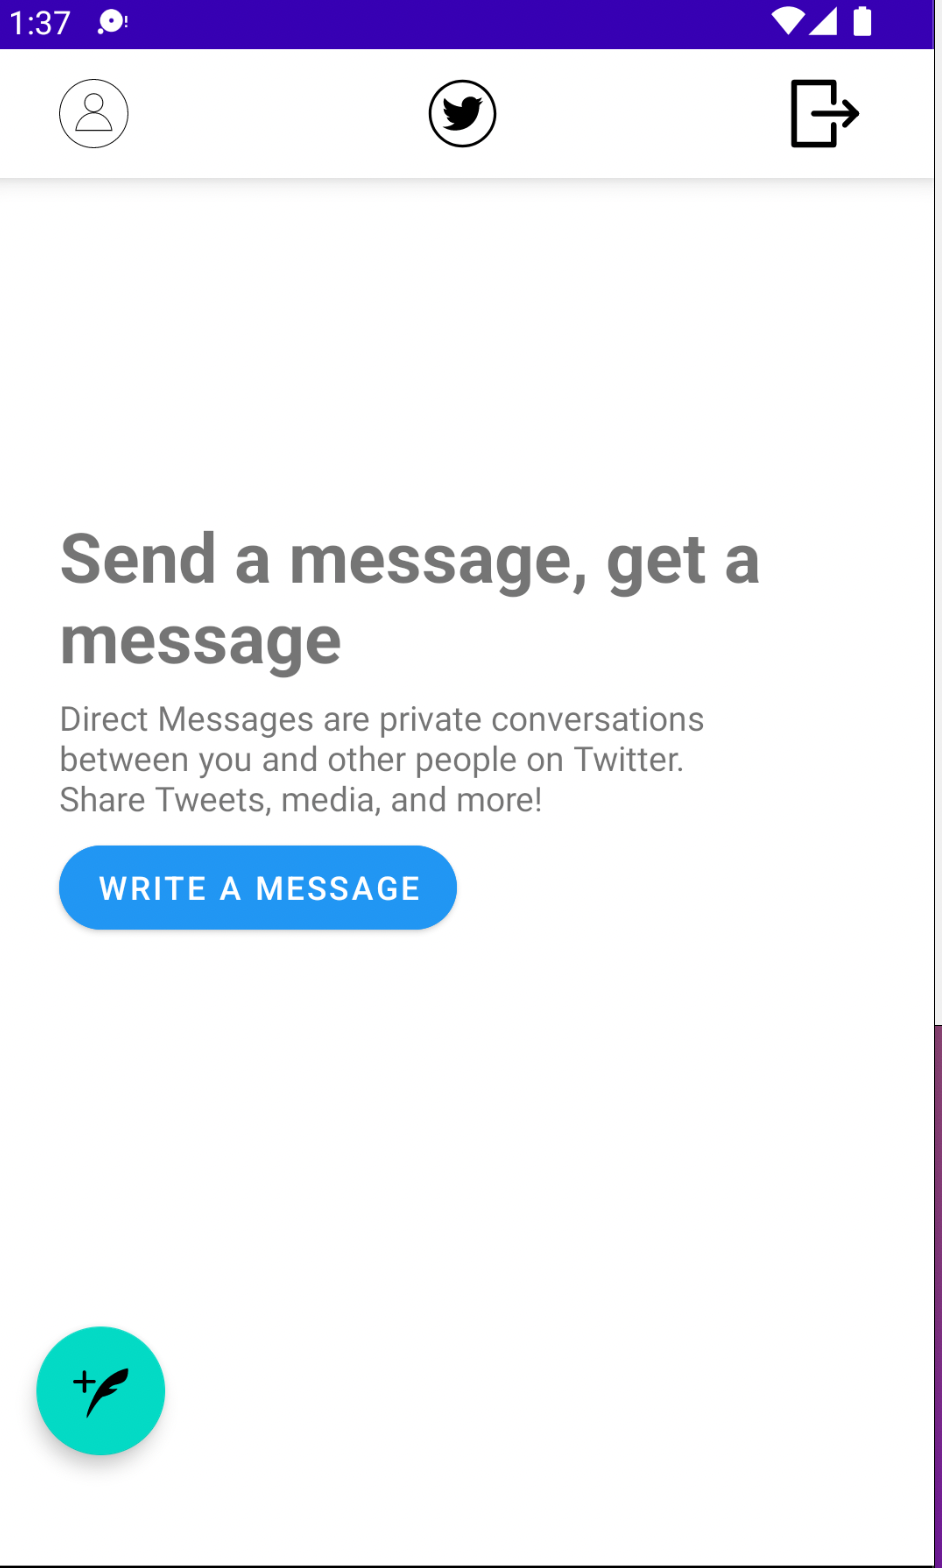 1:37
Send a message, get a
message
Direct Messages are private conversations
between you and other people on Twitter.
Share Tweets, media, and more!
WRITE A MESSAGE